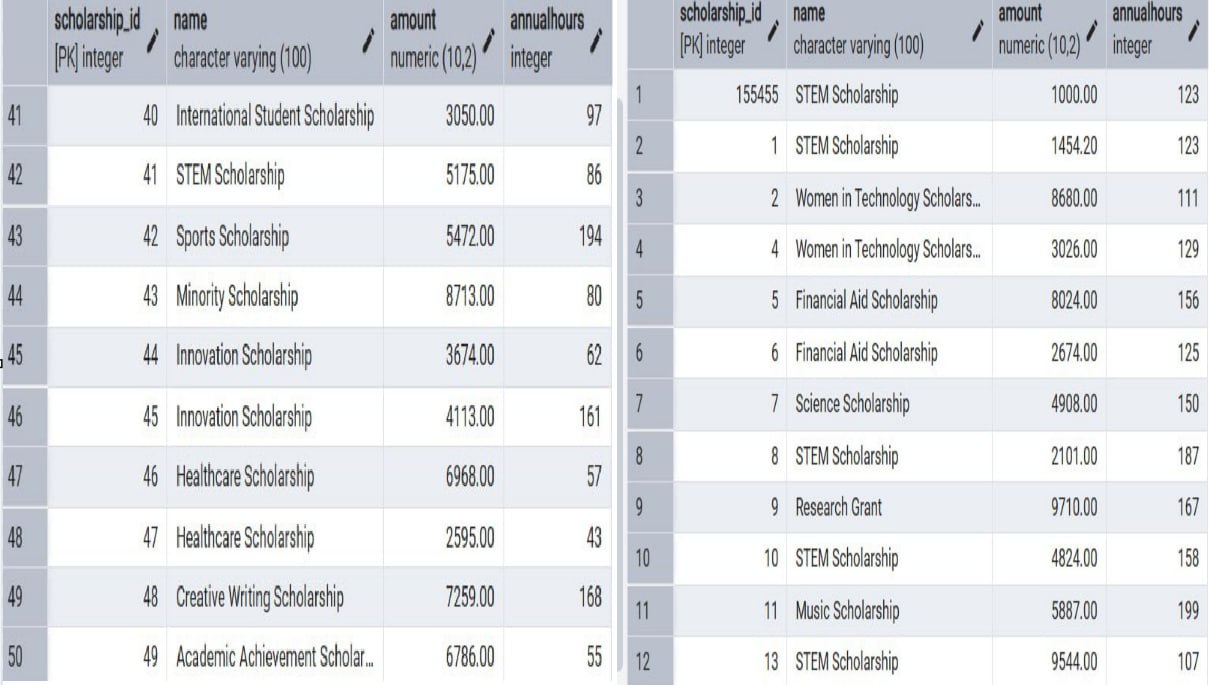 scholarship_id name amount annualhours
[PK] integer character varying (100) numeric (10,2) integer
41 40 International Student Scholarship 3050.00 97
42 41 STEM Scholarship 5175.00 86
43 42 Sports Scholarship 5472.00 194
44 43 Minority Scholarship 8713.00 80
45 44 Innovation Scholarship 3674.00 62
46 45 Innovation Scholarship 4113.00 161
47 46 Healthcare Scholarship 6968.00 57
48 47 Healthcare Scholarship 2595.00 43
49 48 Creative Writing Scholarship 7259.00 168
50 49 Academic Achievement Scholar... 6786.00 55
scholarship_id name amount annualhours
[PK] integer character varying (100) numeric (10,2) integer
1 155455 STEM Scholarship 1000.00 123
2 1 STEM Scholarship 1454.20 123
3 2 Women in Technology Scholars... 8680.00 111
4 4 Women in Technology Scholars... 3026.00 129
5 5 Financial Aid Scholarship 8024.00 156
6 6 Financial Aid Scholarship 2674.00 125
7 7 Science Scholarship 4908.00 150
8 8 STEM Scholarship 2101.00 187
9 9 Research Grant 9710.00 167
10 10 STEM Scholarship 4824.00 158
11 11 Music Scholarship 5887.00 199
12 13 STEM Scholarship 9544.00 107